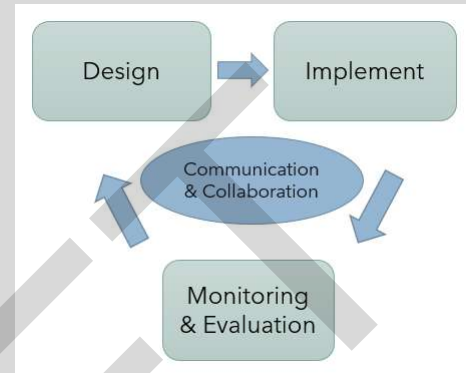 Design
Implement
Communication
& Collaboration
Monitoring
& Evaluation